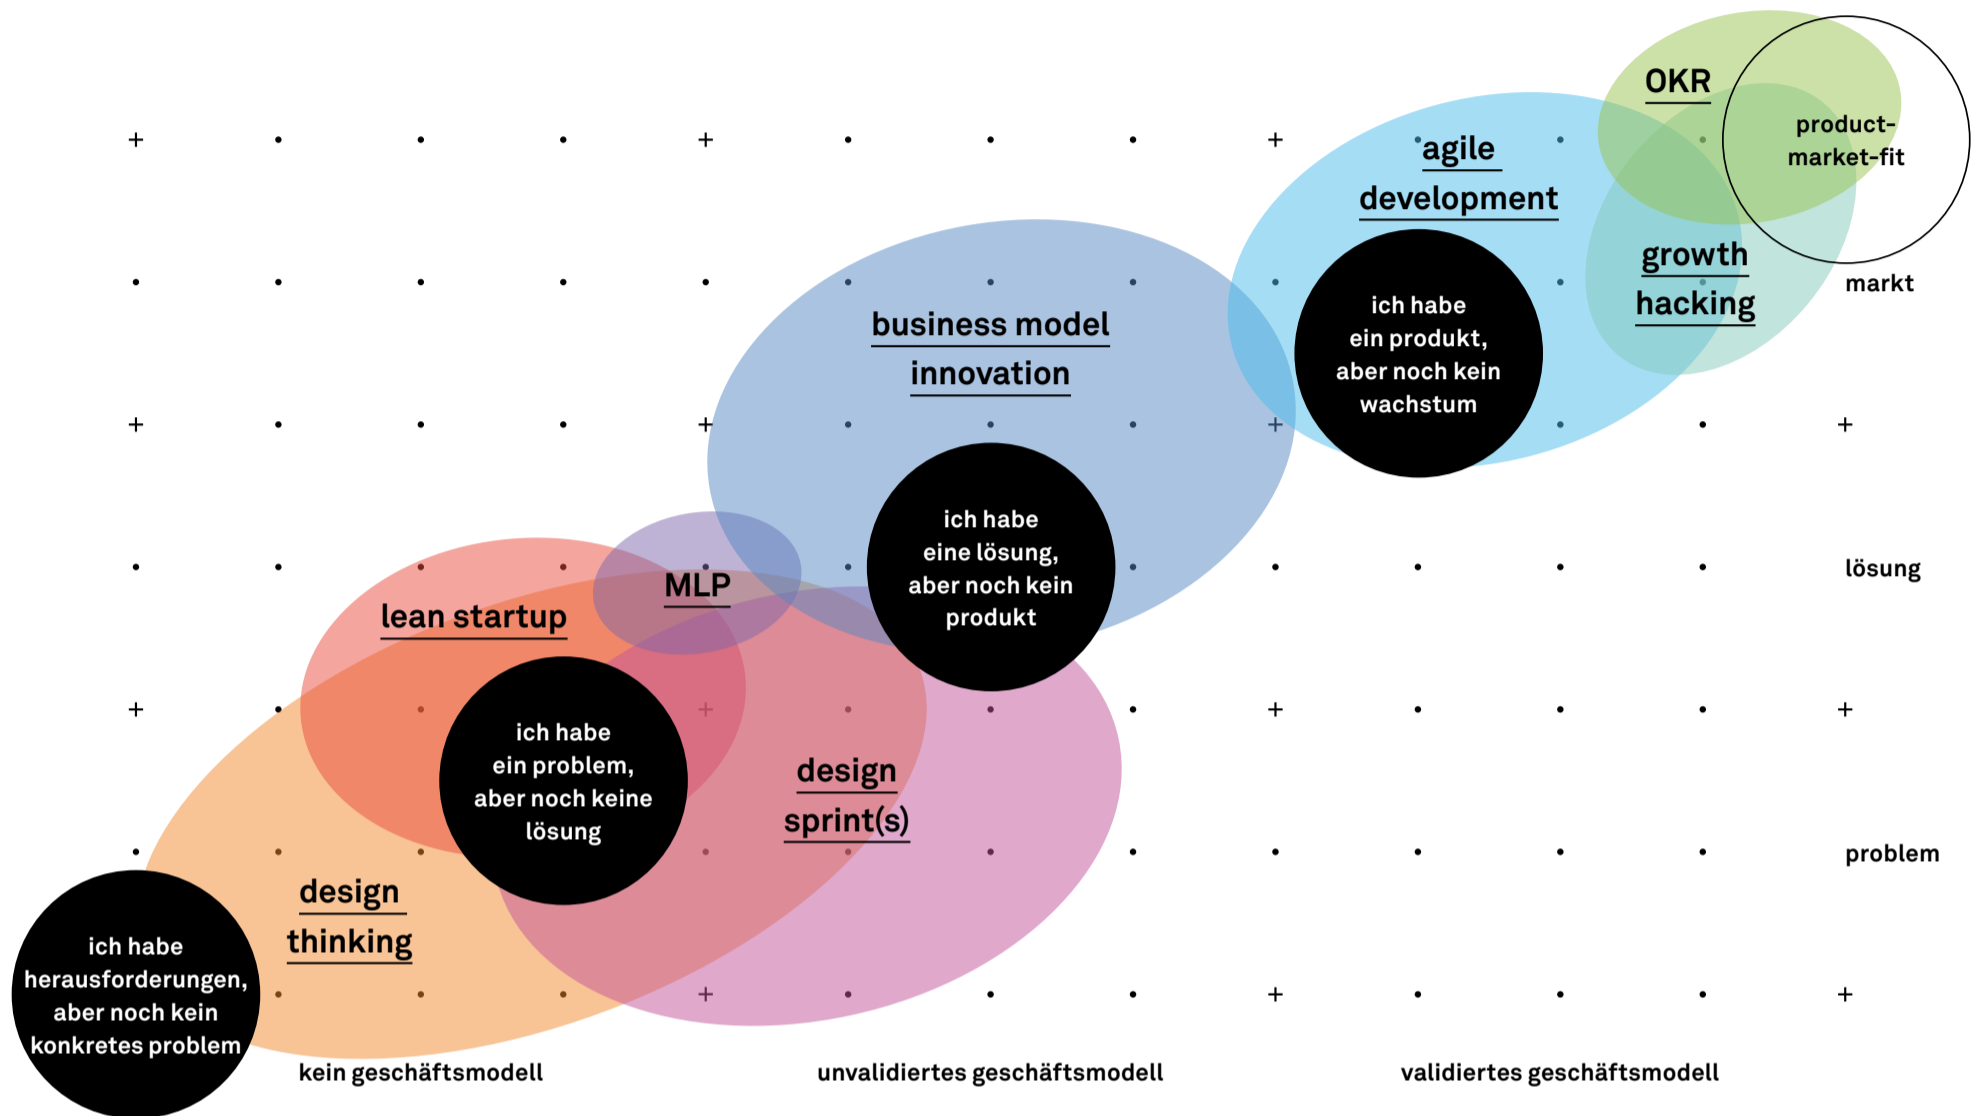 OKR
product-
market-fit
agile
development
growth
hacking
markt
ich habe
ein produkt,
aber noch kein
wachstum
business model
innovation
ich habe
eine lösung,
aber noch kein
produkt
lösung
MLP
lean startup
ich habe
ein problem,
aber noch keine
lösung
design
sprint(s)
problem
design
thinking
ich habe
herausforderungen,
aber noch kein
konkretes problem
kein geschäftsmodell
unvalidiertes geschäftsmodell
validiertes geschäftsmodell